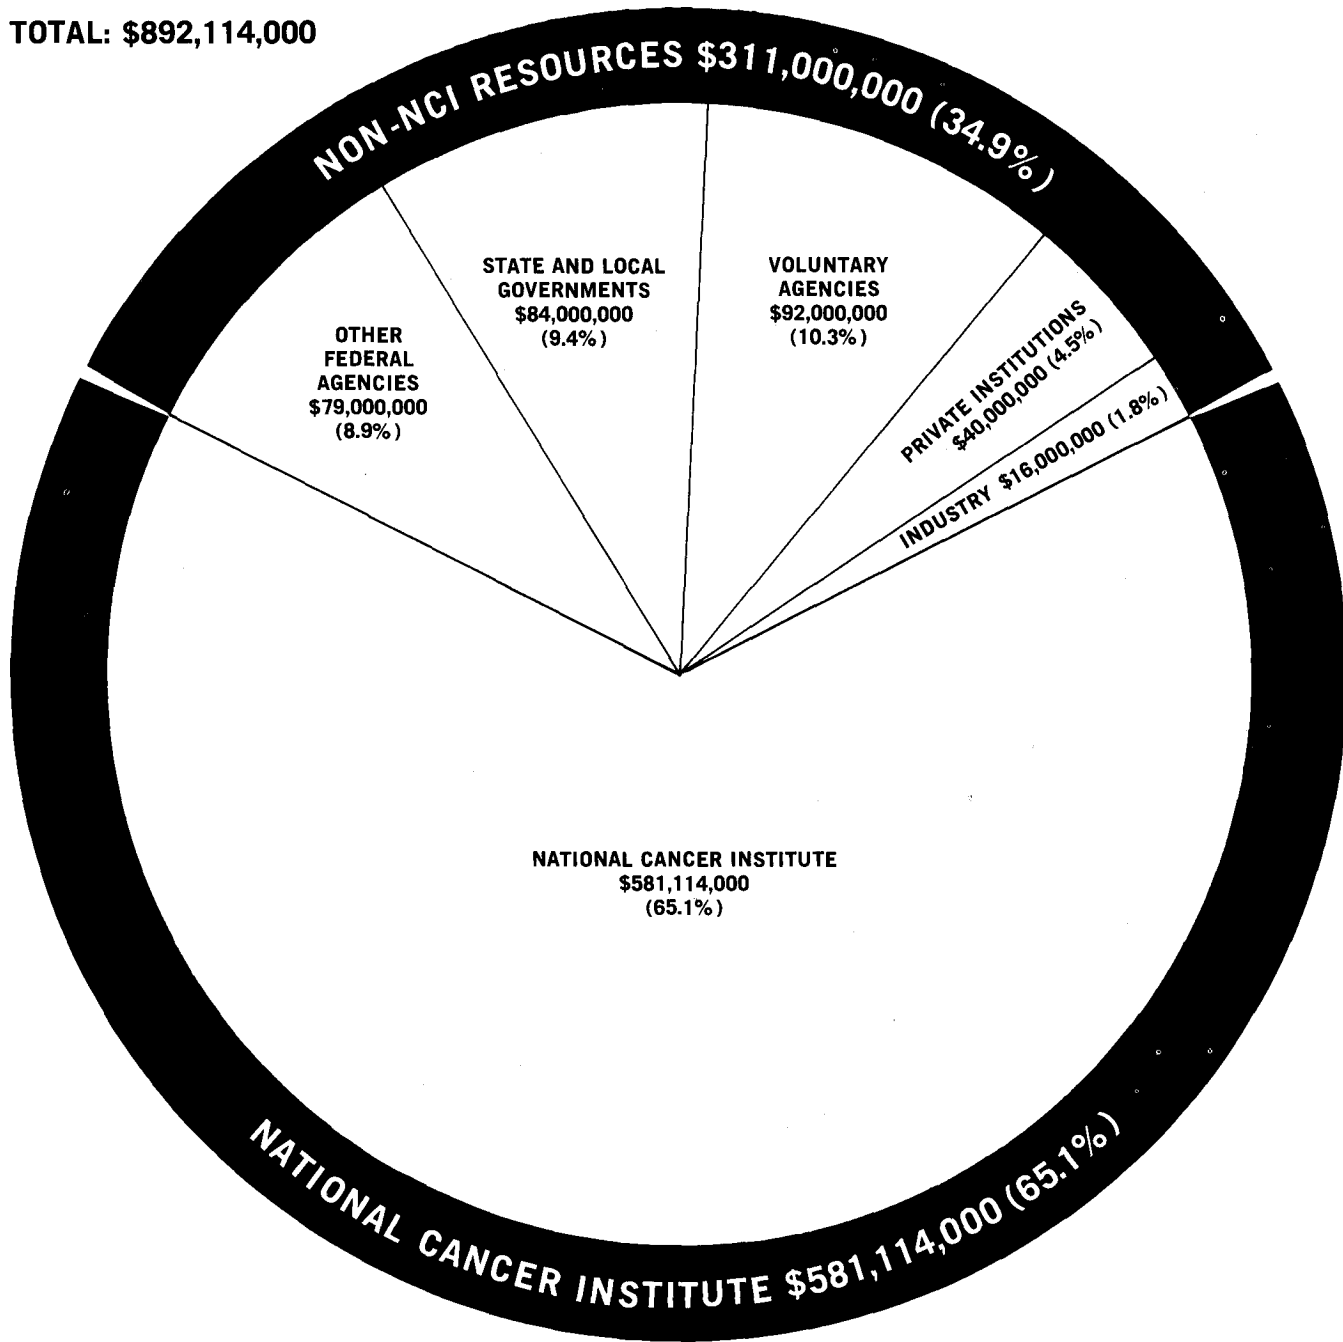 TOTAL: $892,114,000
NON-NCI RESOURCES $311,000,000 (34.9%)
OTHER
FEDERAL
AGENCIES
$79,000,000
(8.9%)
STATE AND LOCAL
GOVERNMENTS
$84,000,000
(9.4%)
VOLUNTARY
AGENCIES
$92,000,000
(10.3%)
PRIVATE INSTITUTIONS
$40,000,000 (4.5%)
INDUSTRY $16,000,000 (1.8%)
NATIONAL CANCER INSTITUTE
$581,114,000
(65.1%)
NATIONAL CANCER INSTITUTE $581,114,000 (65.1%)